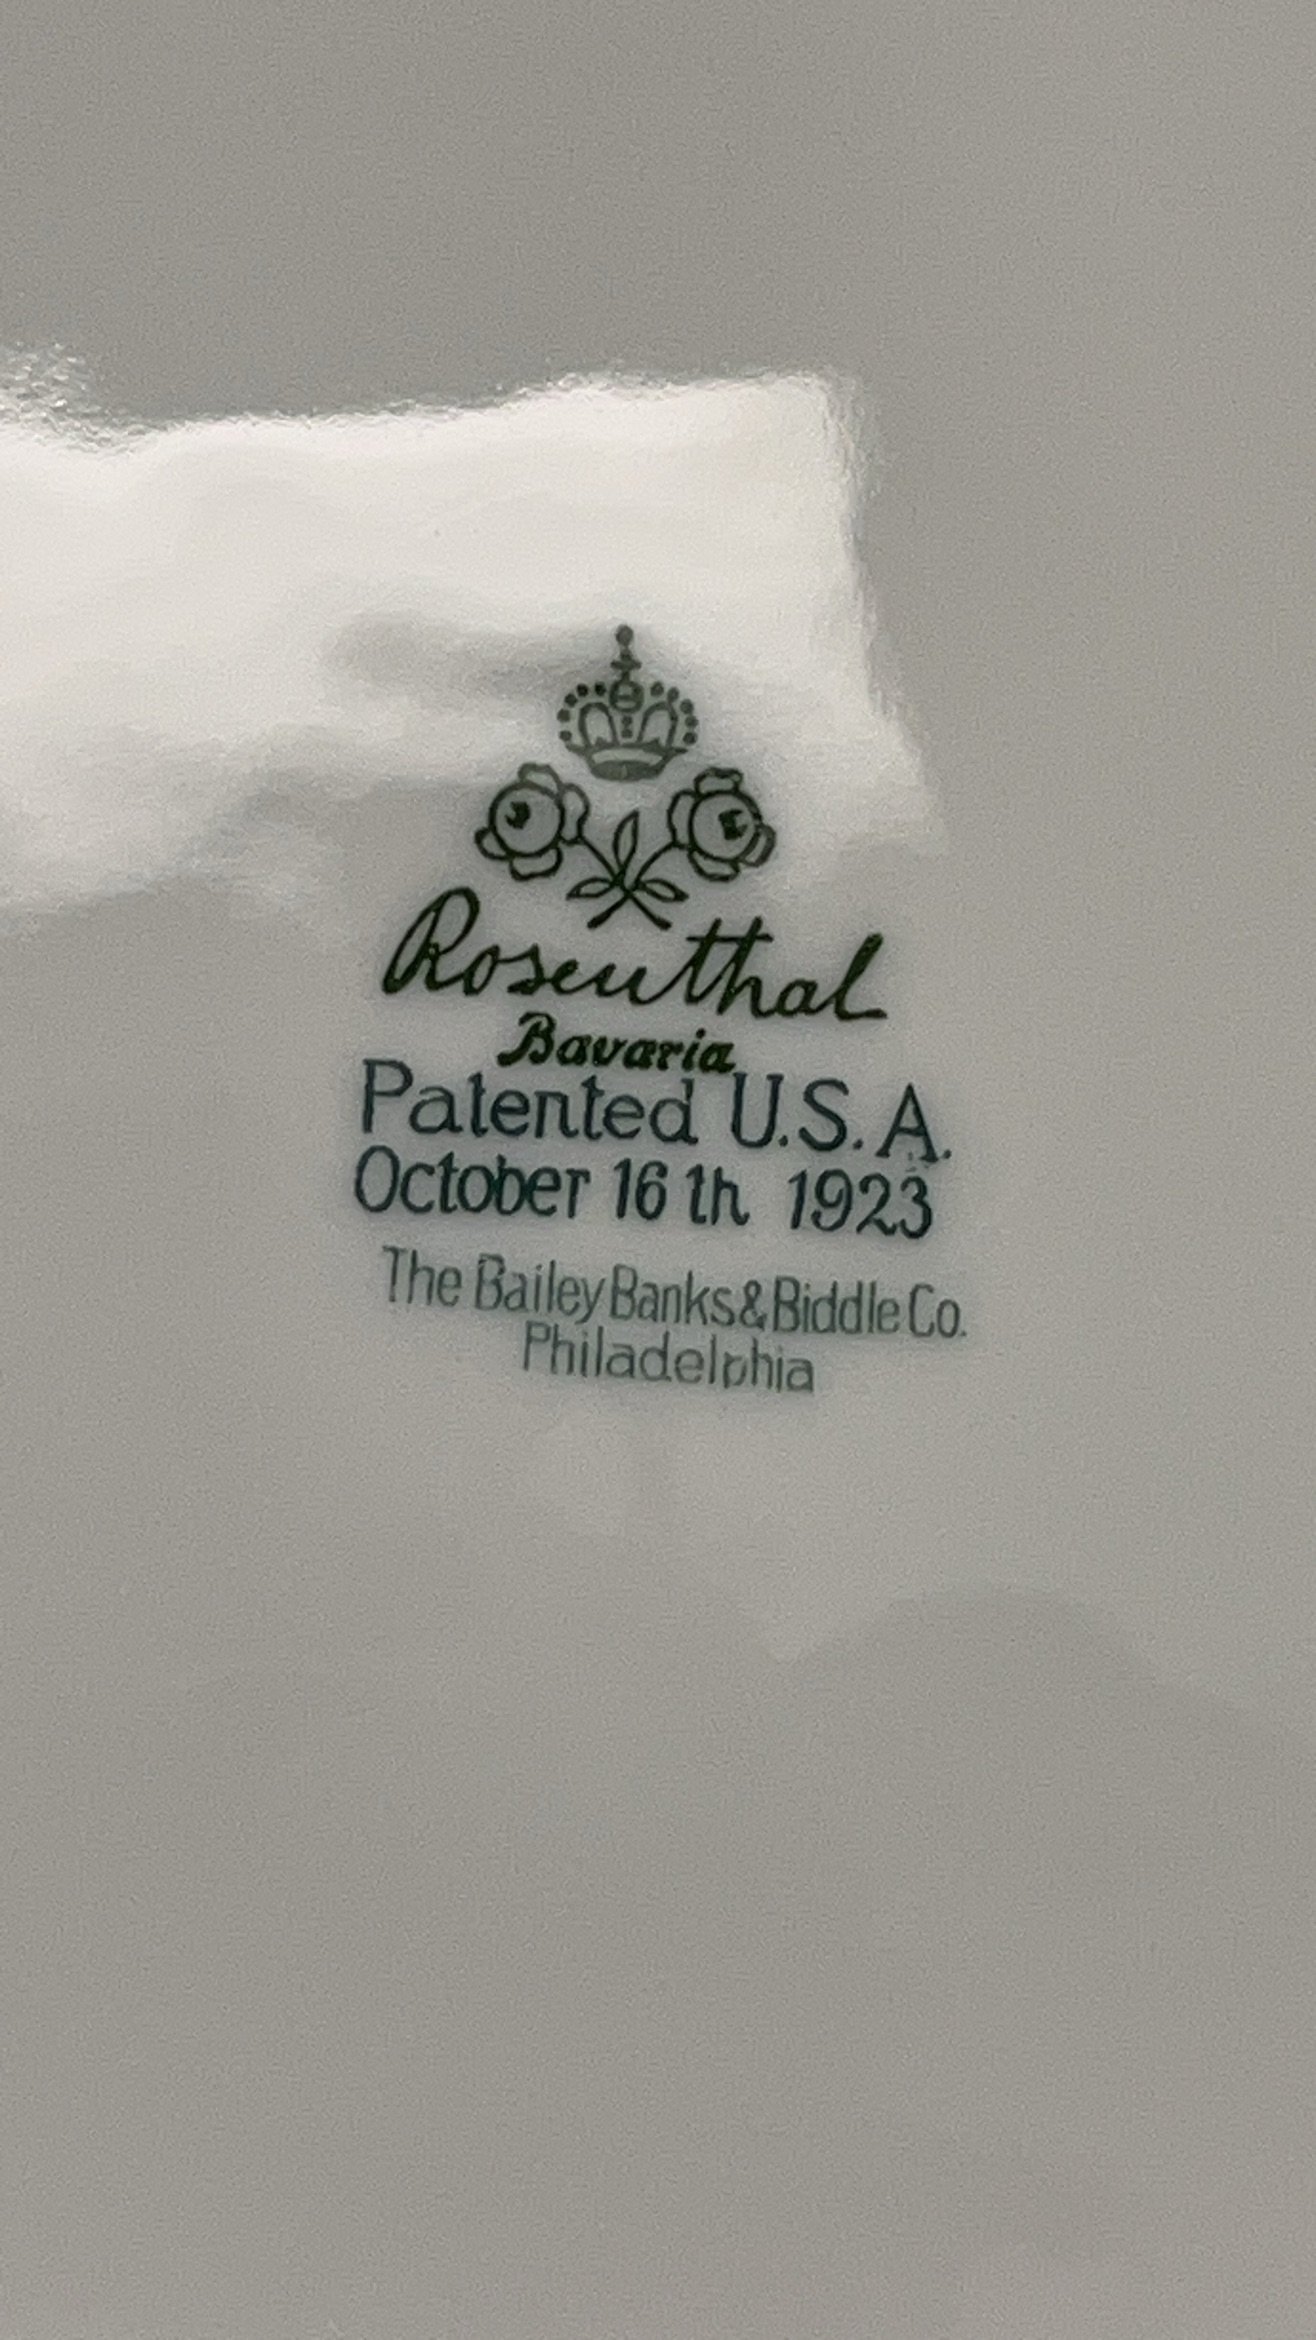 Rosenthal
Bavaria
Patented U.S.A.
October 16th 1923
The Bailey Banks & Biddle Co.
Philadelphia